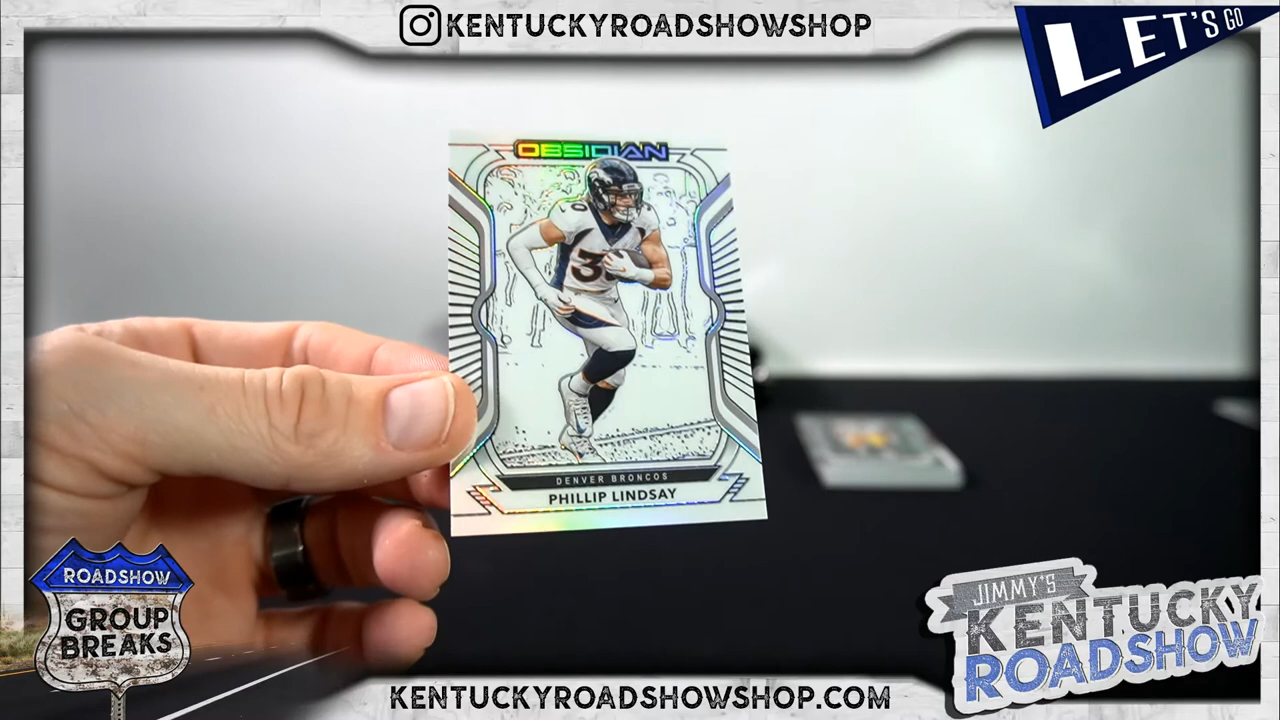 KENTUCKYROADSHOWSHOP
LET'S GO
OBSIDIAN
30
DENVER BRONCOS
PHILLIP LINDSAY
ROADSHOW
GROUP
BREAKS
JIMMY'S
KENTUCKY
ROADSHOW
KENTUCKYROADSHOWSHOP.COM